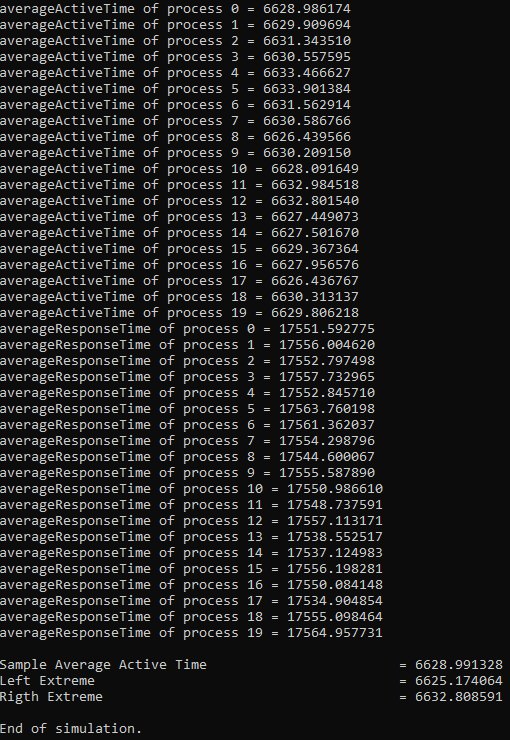 averageActiveTime of process 0 = 6628.986174
averageActiveTime of process 1 = 6629.909694
averageActiveTime of process 2 = 6631.343510
averageActiveTime of process 3 = 6630.557595
averageActiveTime of process 4 = 6633.466627
averageActiveTime of process 5 = 6633.901384
averageActiveTime of process 6 = 6631.562914
averageActiveTime of process 7 = 6630.586766
averageActiveTime of process 8 = 6626.439566
averageActiveTime of process 9 = 6630.209150
averageActiveTime of process 10 = 6628.091649
averageActiveTime of process 11 = 6632.984518
averageActiveTime of process 12 = 6632.801540
averageActiveTime of process 13 = 6627.449073
averageActiveTime of process 14 = 6627.501670
averageActiveTime of process 15 = 6629.367364
averageActiveTime of process 16 = 6627.956576
averageActiveTime of process 17 = 6626.436767
averageActiveTime of process 18 = 6630.313137
averageActiveTime of process 19 = 6629.806218
averageResponseTime of process 0 = 17551.592775
averageResponseTime of process 1 = 17556.004620
averageResponseTime of process 2 = 17552.797498
averageResponseTime of process 3 = 17557.732965
averageResponseTime of process 4 = 17552.845710
averageResponseTime of process 5 = 17563.760198
averageResponseTime of process 6 = 17561.362037
averageResponseTime of process 7 = 17554.298796
averageResponseTime of process 8 = 17544.600067
averageResponseTime of process 9 = 17555.587890
averageResponseTime of process 10 = 17550.986610
averageResponseTime of process 11 = 17548.737591
averageResponseTime of process 12 = 17557.113171
averageResponseTime of process 13 = 17538.552517
averageResponseTime of process 14 = 17537.124983
averageResponseTime of process 15 = 17556.198281
averageResponseTime of process 16 = 17550.084148
averageResponseTime of process 17 = 17534.904854
averageResponseTime of process 18 = 17555.098464
averageResponseTime of process 19 = 17564.957731
Sample Average Active Time = 6628.991328
Left Extreme = 6625.174064
Rigth Extreme = 6632.808591
End of simulation.